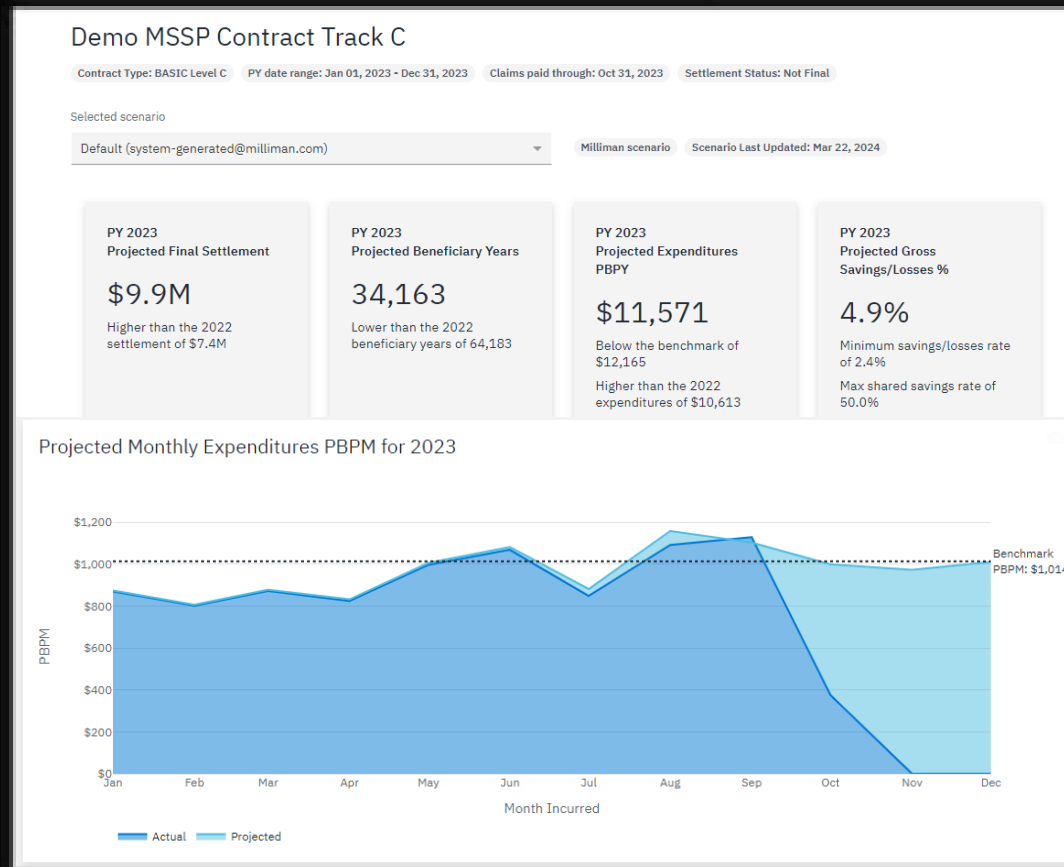 Demo MSSP Contract Track C
Contract Type: BASIC Level C PY date range: Jan 01, 2023 - Dec 31, 2023 Claims paid through: Oct 31, 2023 Settlement Status: Not Final
Selected scenario
Default (system-generated@milliman.com) Milliman scenario Scenario Last Updated: Mar 22, 2024
PY 2023
Projected Final Settlement
$9.9M
Higher than the 2022
settlement of $7.4M
PY 2023
Projected Beneficiary Years
34,163
Lower than the 2022
beneficiary years of 64,183
PY 2023
Projected Expenditures
PBPY
$11,571
Below the benchmark of
$12,165
Higher than the 2022
expenditures of $10,613
PY 2023
Projected Gross
Savings/Losses %
4.9%
Minimum savings/losses rate
of 2.4%
Max shared savings rate of
50.0%
Projected Monthly Expenditures PBPM for 2023
$1,200
$1,000
$800
$600
$400
$200
$0
PBPM
Benchmark
PBPM: $1,014
Jan Feb Mar Apr May Jun Jul Aug Sep Oct Nov Dec
Month Incurred
Actual Projected